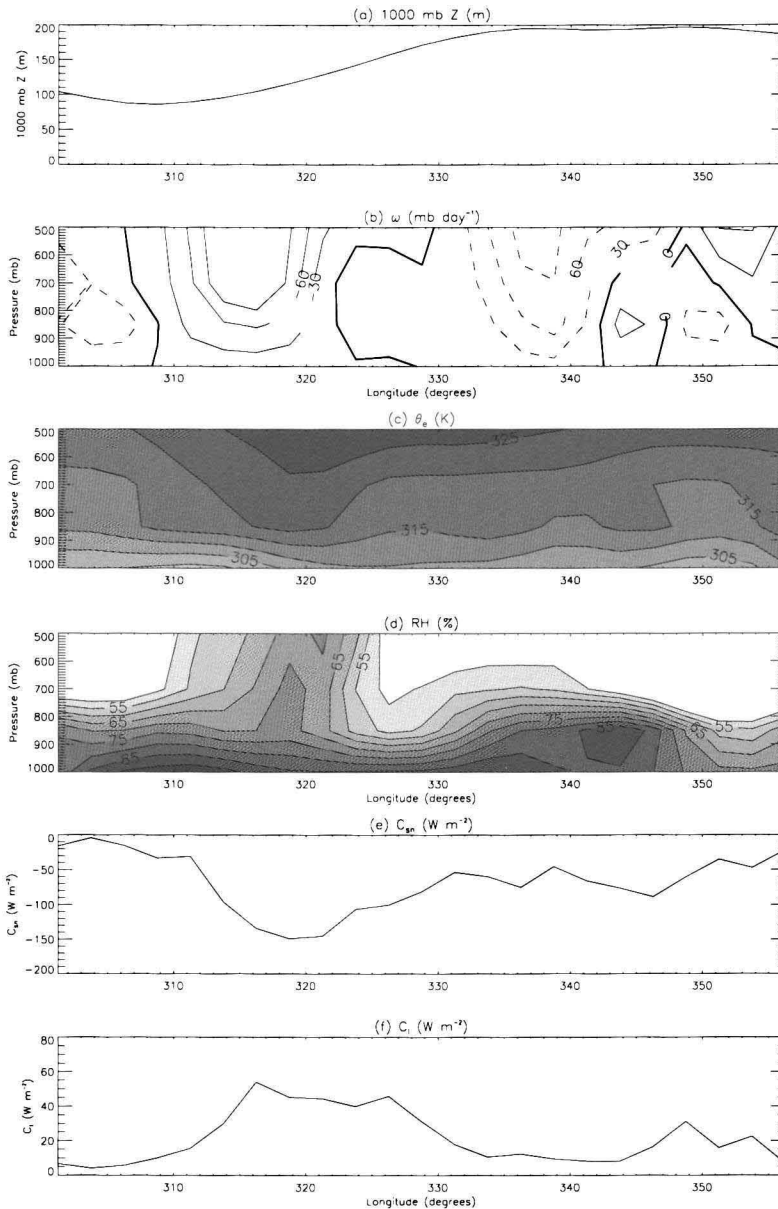 (a) 1000 mb Z (m)
1000 mb Z (m)
200
150
100
50
0
310 320 330 340 350
(b) ω (mb day⁻¹)
Pressure (mb)
500
600
700
800
900
1000
60
30
60
30
0
0
310 320 330 340 350
Longitude (degrees)
(c) θe (K)
Pressure (mb)
500
600
700
800
900
1000
325
315
315
305
305
310 320 330 340 350
(d) RH (%)
Pressure (mb)
500
600
700
800
900
1000
55
65
75
85
65
55
75
85
65
55
310 320 330 340 350
Longitude (degrees)
(e) Csn (W m⁻²)
Csn (W m⁻²)
0
-50
-100
-150
-200
310 320 330 340 350
(f) Cl (W m⁻²)
Cl (W m⁻²)
80
60
40
20
0
310 320 330 340 350
Longitude (degrees)